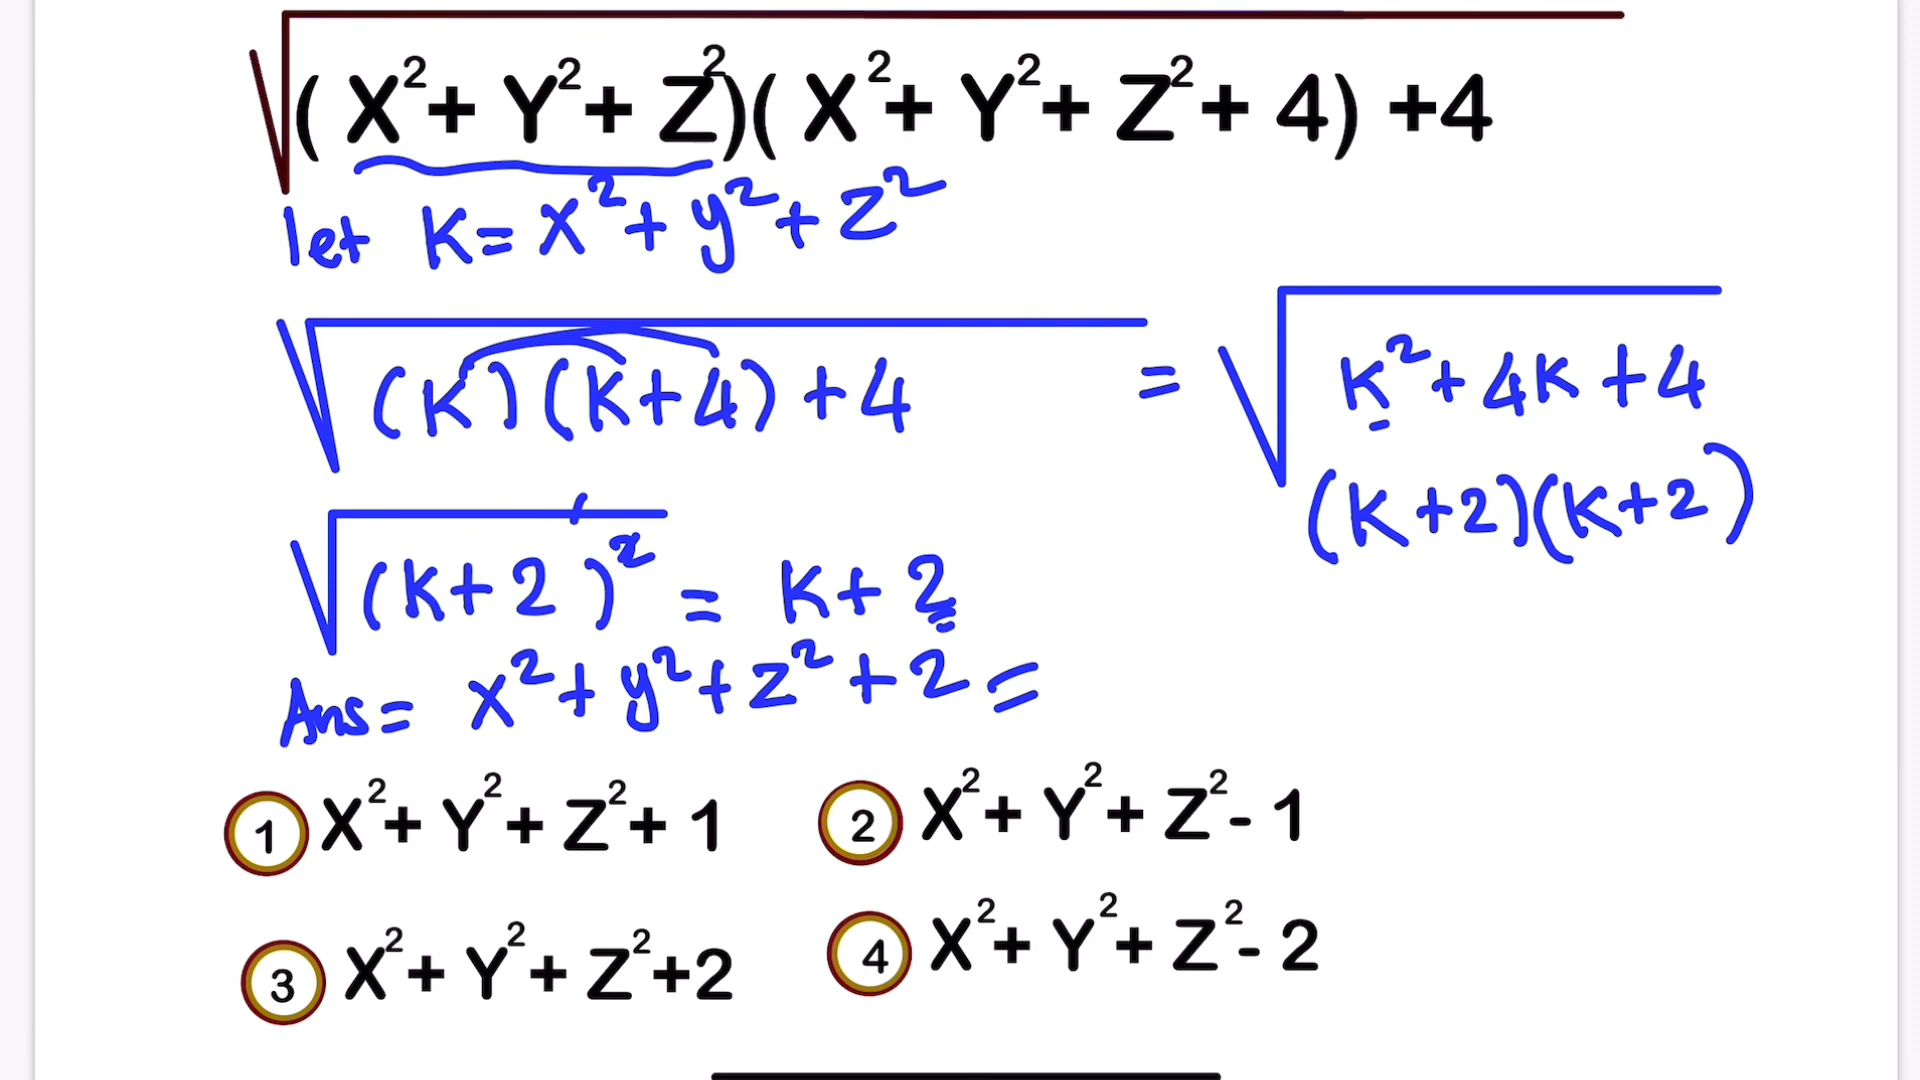 √( X²+ Y²+ Z²)( X²+ Y²+ Z²+ 4) +4
let K= x²+ y²+ z²
√(K)(K+4)+4 = √K²+ 4K +4
(K+2)(K+2)
√(K+2)² = K+2
Ans= x²+ y²+ z²+2 =
1 X²+ Y²+ Z²+ 1
2 X²+ Y²+ Z²- 1
3 X²+ Y²+ Z²+2
4 X²+ Y²+ Z²- 2